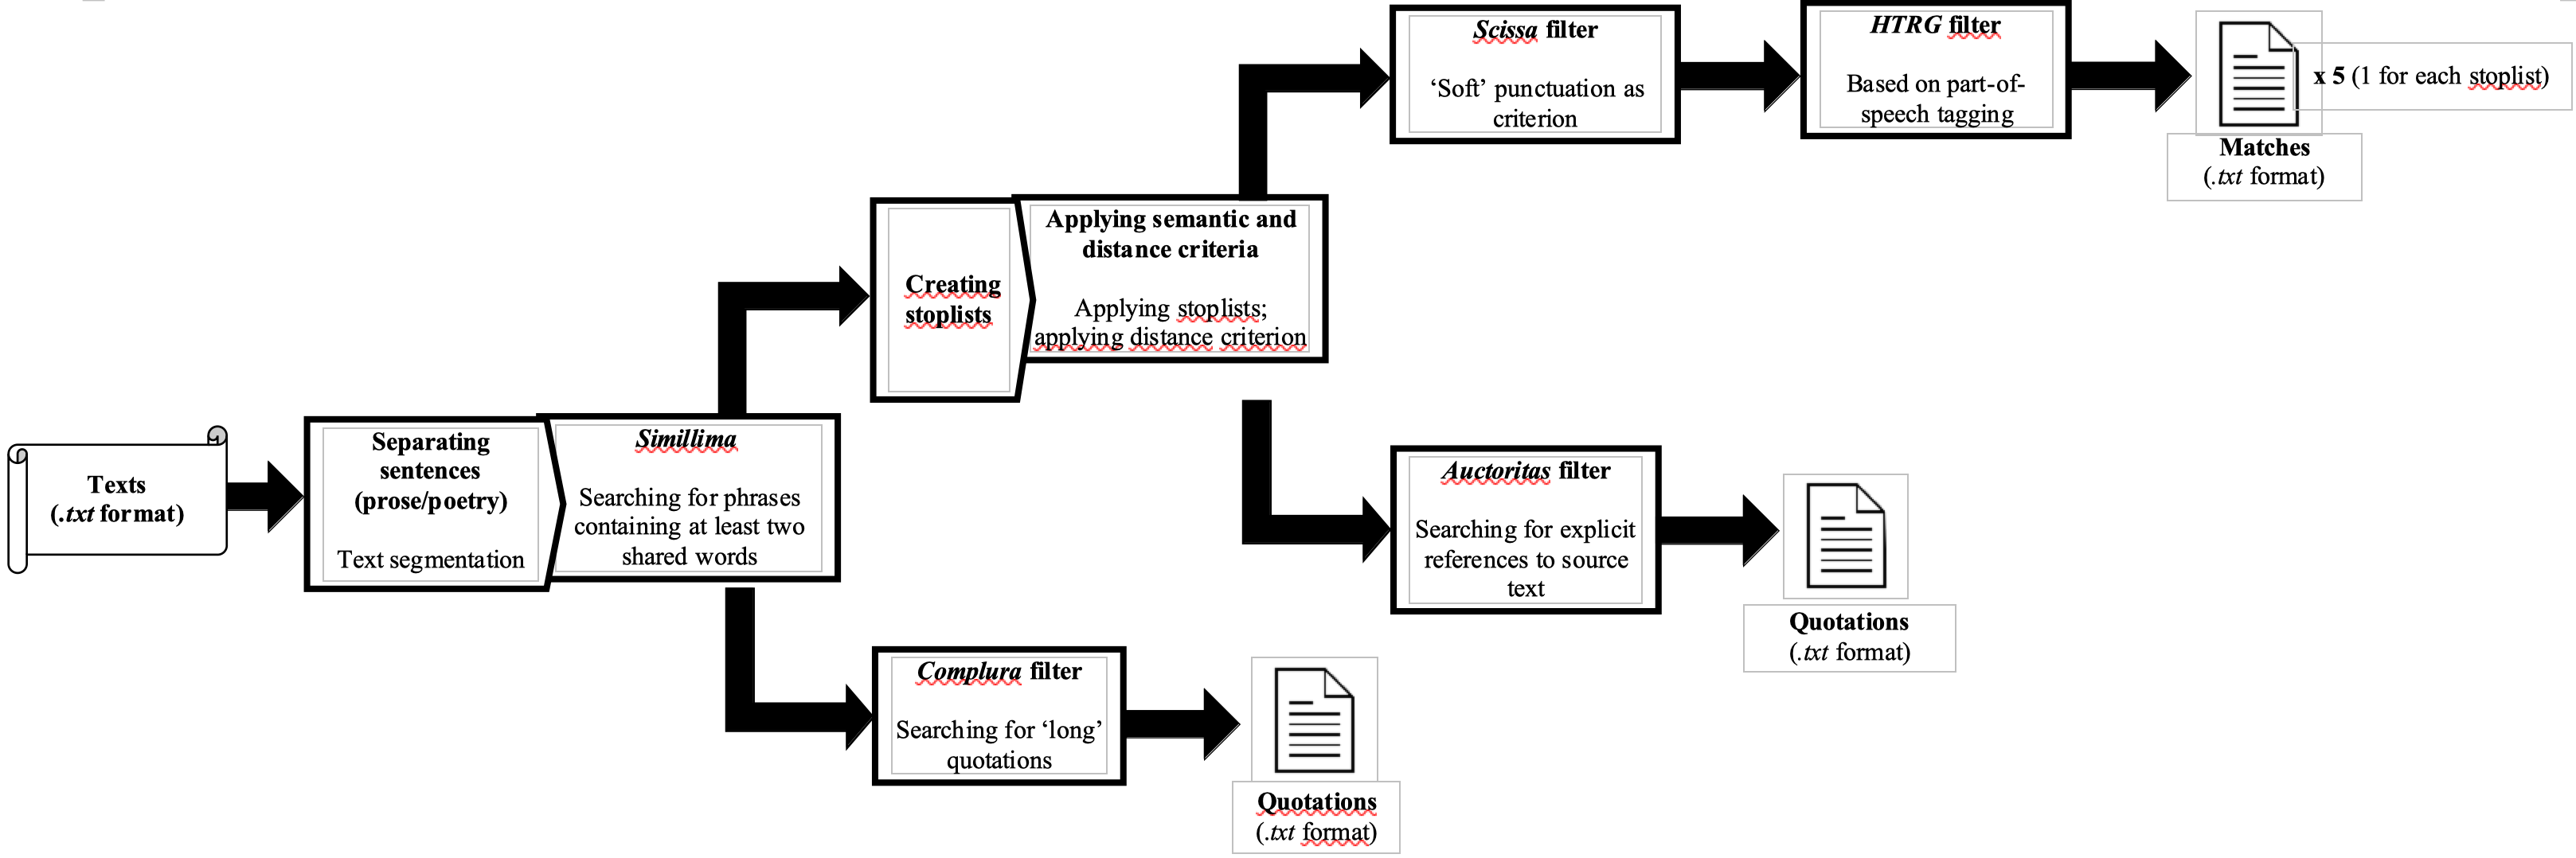 Texts
(.txt format)
Separating
sentences
(prose/poetry)
Text segmentation
Simillima
Searching for phrases
containing at least two
shared words
Creating
stoplists
Applying semantic and
distance criteria
Applying stoplists;
applying distance criterion
Scissa filter
‘Soft’ punctuation as
criterion
HTRG filter
Based on part-of-
speech tagging
x 5 (1 for each stoplist)
Matches
(.txt format)
Auctoritas filter
Searching for explicit
references to source
text
Quotations
(.txt format)
Complura filter
Searching for ‘long’
quotations
Quotations
(.txt format)